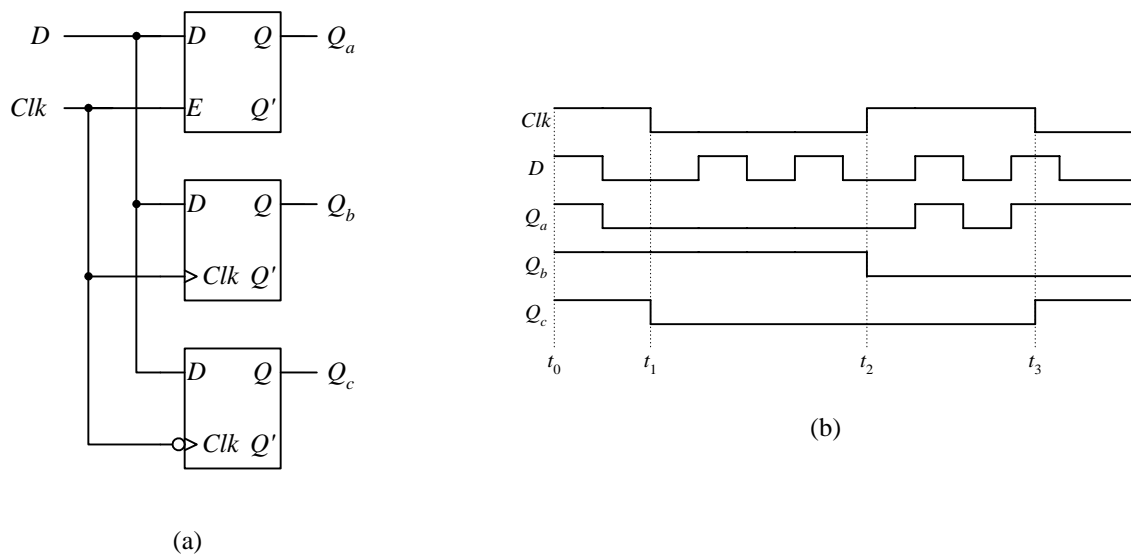 D
D Q
Q_a
Clk
E Q'
D Q
Q_b
Clk Q'
D Q
Q_c
Clk Q'
(a)
Clk
D
Q_a
Q_b
Q_c
t_0 t_1 t_2 t_3
(b)